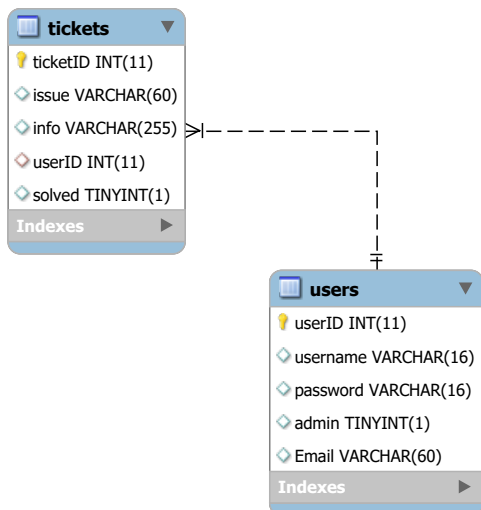 tickets
ticketID INT(11)
issue VARCHAR(60)
info VARCHAR(255)
userID INT(11)
solved TINYINT(1)
Indexes
users
userID INT(11)
username VARCHAR(16)
password VARCHAR(16)
admin TINYINT(1)
Email VARCHAR(60)
Indexes